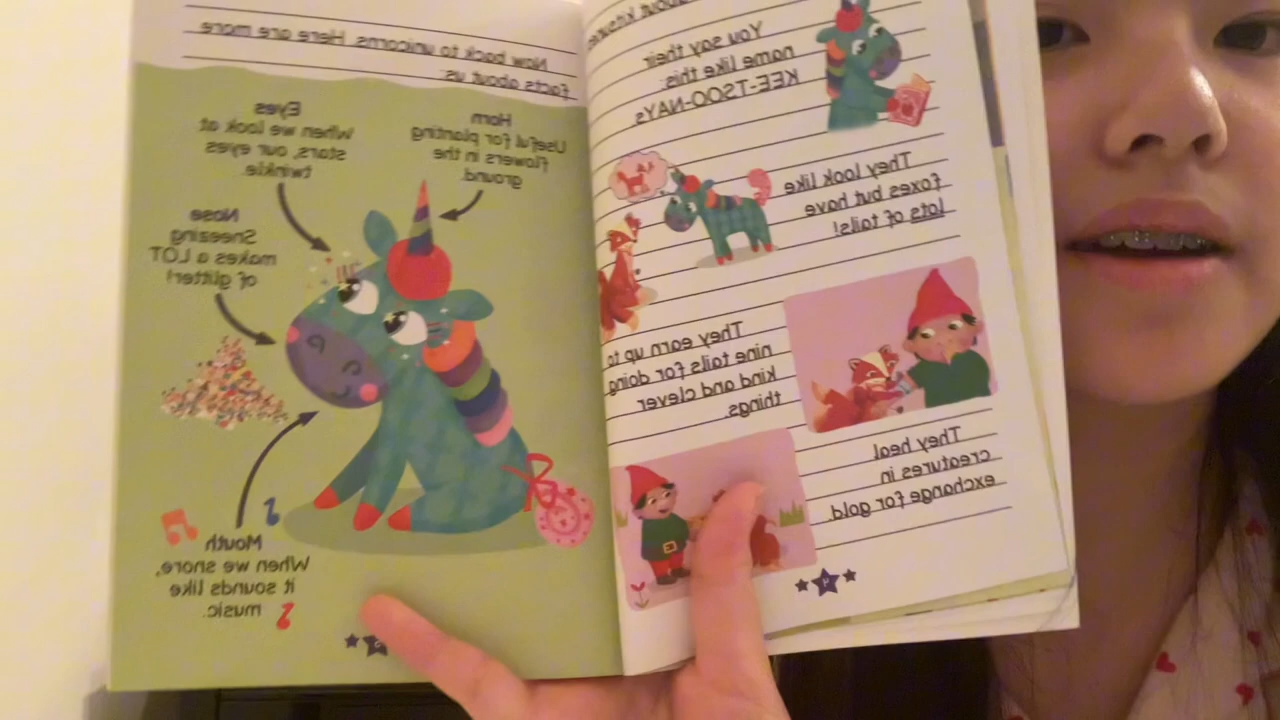 about
You say their
name like this:
KEE-TSOO-NAYs
They look like
foxes but have
lots of tails!
They earn up to
nine tails for doing
kind and clever
things.
They heal
creatures in
exchange for gold.
Now back to unicorns. Here are more
facts about us:
Horn
Useful for planting
flowers in the
ground.
Eyes
When we look at
stars, our eyes
twinkle.
Nose
Sneezing
makes a LOT
of glitter!
Mouth
When we snore,
it sounds like
music.